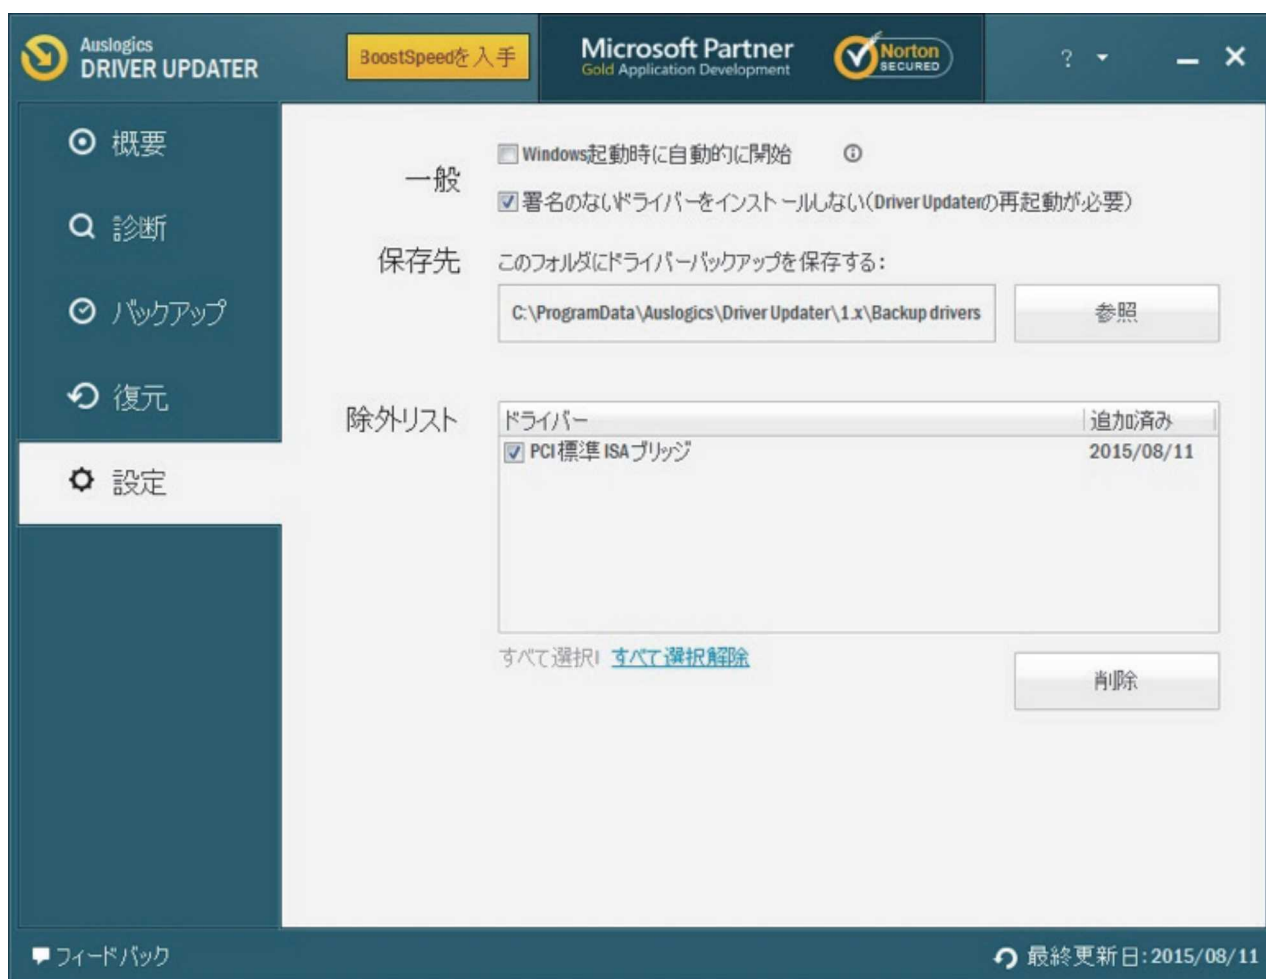 Auslogics
DRIVER UPDATER
BoostSpeedを入手
Microsoft Partner
Gold Application Development
Norton
SECURED
?
概要
診断
バックアップ
復元
設定
一般
Windows起動時に自動的に開始
署名のないドライバーをインストールしない(Driver Updaterの再起動が必要)
保存先
このフォルダにドライバーバックアップを保存する:
C:\ProgramData\Auslogics\Driver Updater\1.x\Backup drivers
参照
除外リスト
ドライバー 追加済み
PCI 標準 ISA ブリッジ 2015/08/11
すべて選択| すべて選択解除
削除
フィードバック
最終更新日:2015/08/11